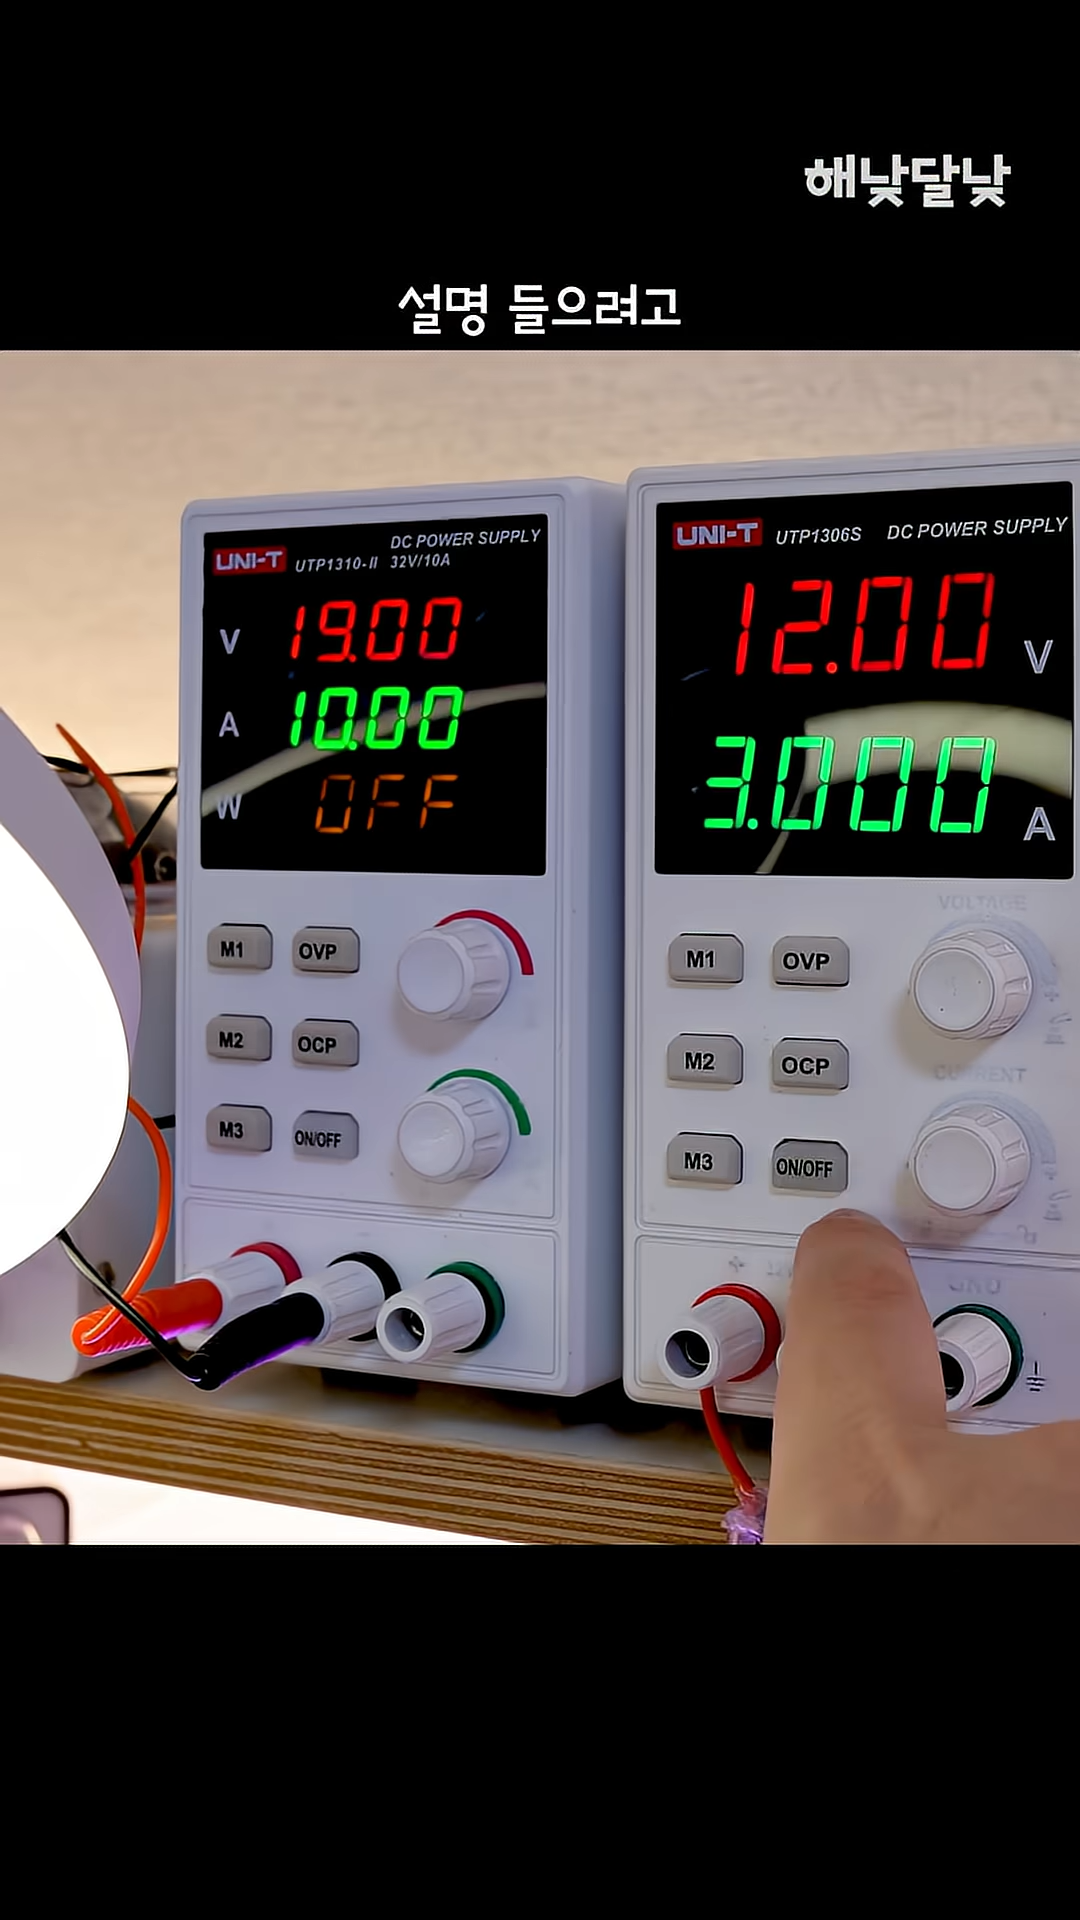 해낮달낮
설명 들으려고
UNI-T UTP1310-II DC POWER SUPPLY 32V/10A
V 19.00
A 10.00
W OFF
M1 OVP
M2 OCP
M3 ON/OFF
UNI-T UTP1306S DC POWER SUPPLY
12.00 V
3.000 A
VOLTAGE
M1 OVP
M2 OCP
CURRENT
M3 ON/OFF